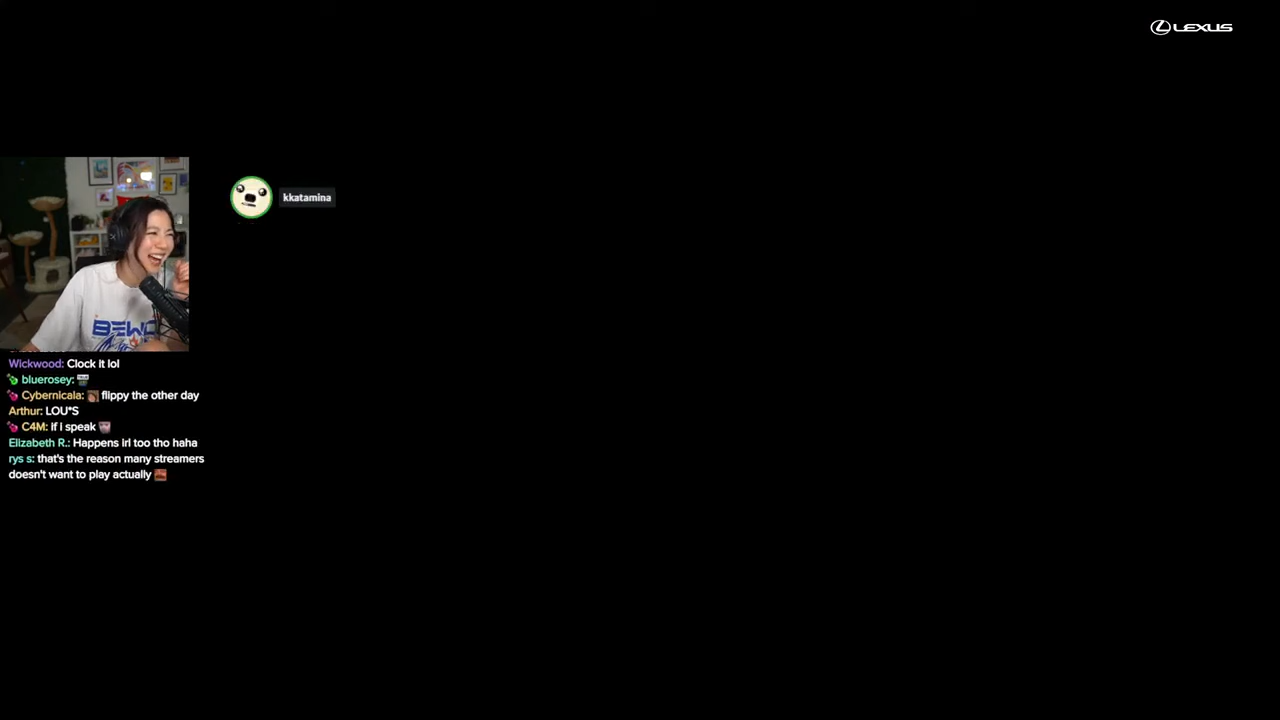 LEXUS
kkatamina
BEWO
Wickwood: Clock it lol
bluerosey:
Cybernicala: flippy the other day
Arthur: LOU*S
C4M: if i speak
Elizabeth R.: Happens irl too tho haha
rys s: that's the reason many streamers
doesn't want to play actually